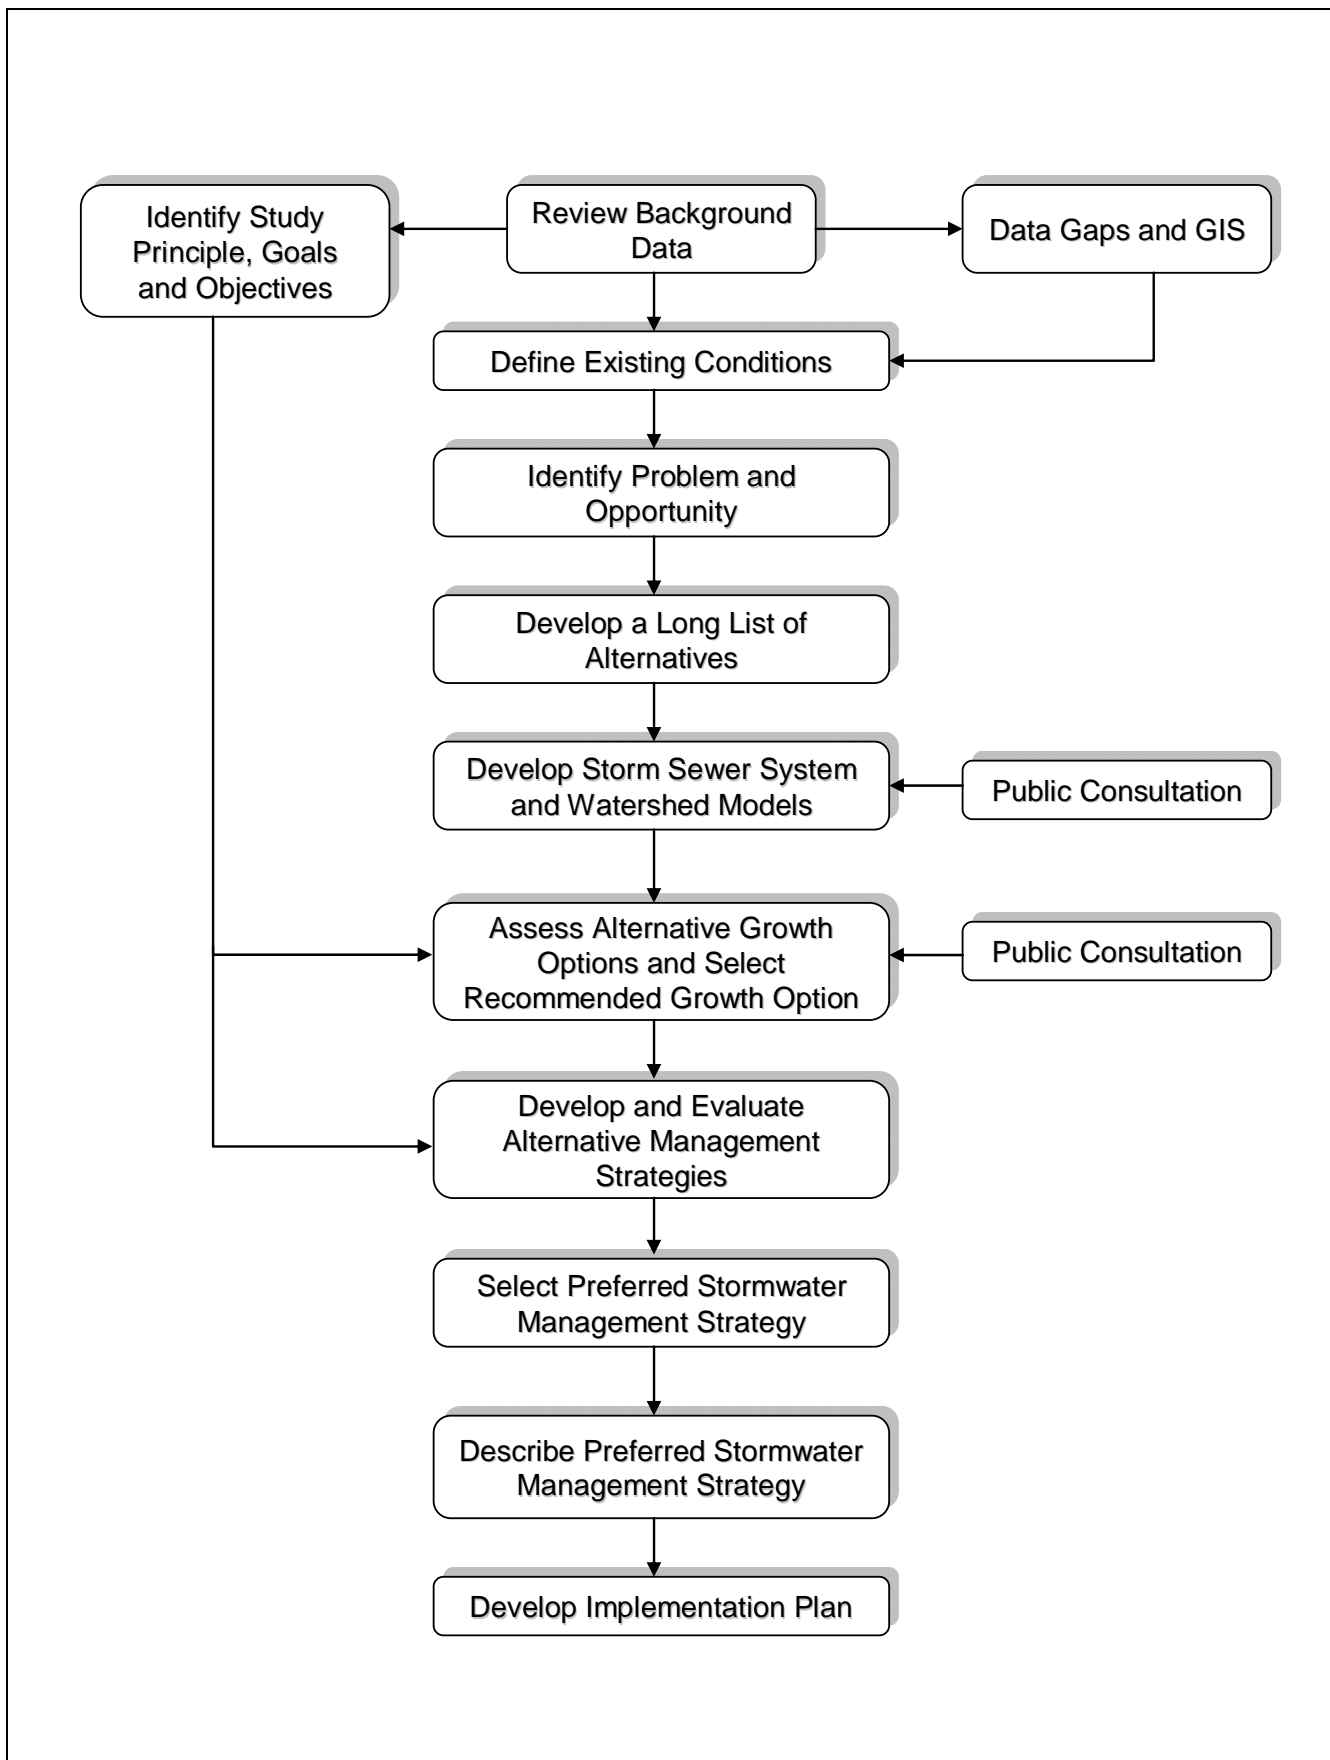 Identify Study
Principle, Goals
and Objectives
Review Background
Data
Data Gaps and GIS
Define Existing Conditions
Identify Problem and
Opportunity
Develop a Long List of
Alternatives
Develop Storm Sewer System
and Watershed Models
Public Consultation
Assess Alternative Growth
Options and Select
Recommended Growth Option
Public Consultation
Develop and Evaluate
Alternative Management
Strategies
Select Preferred Stormwater
Management Strategy
Describe Preferred Stormwater
Management Strategy
Develop Implementation Plan